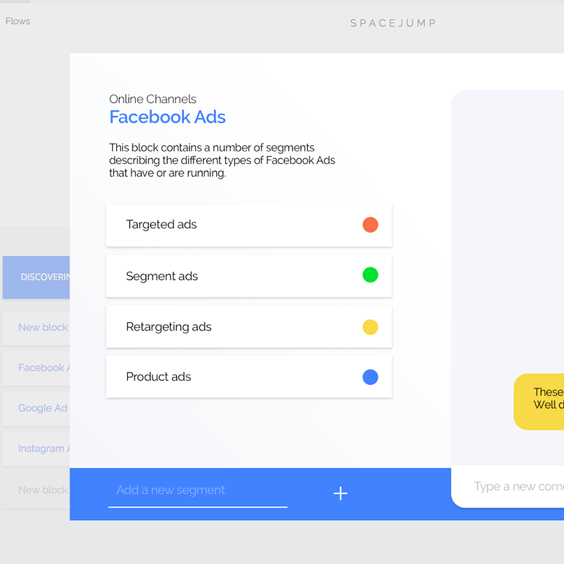 Flows
SPACEJUMP
Online Channels
Facebook Ads
This block contains a number of segments
describing the different types of Facebook Ads
that have or are running.
Targeted ads
Segment ads
Retargeting ads
Product ads
Add a new segment
+
DISCOVERIN
New block
Facebook A
Google Ad
Instagram A
New block
These
Well d
Type a new com